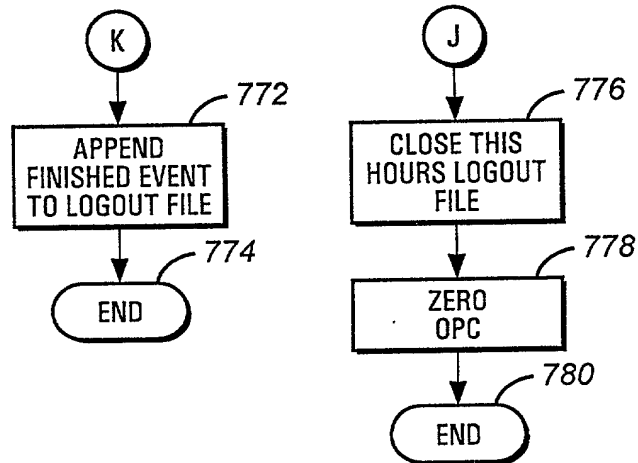 K
772
APPEND
FINISHED EVENT
TO LOGOUT FILE
774
END
J
776
CLOSE THIS
HOURS LOGOUT
FILE
778
ZERO
OPC
780
END